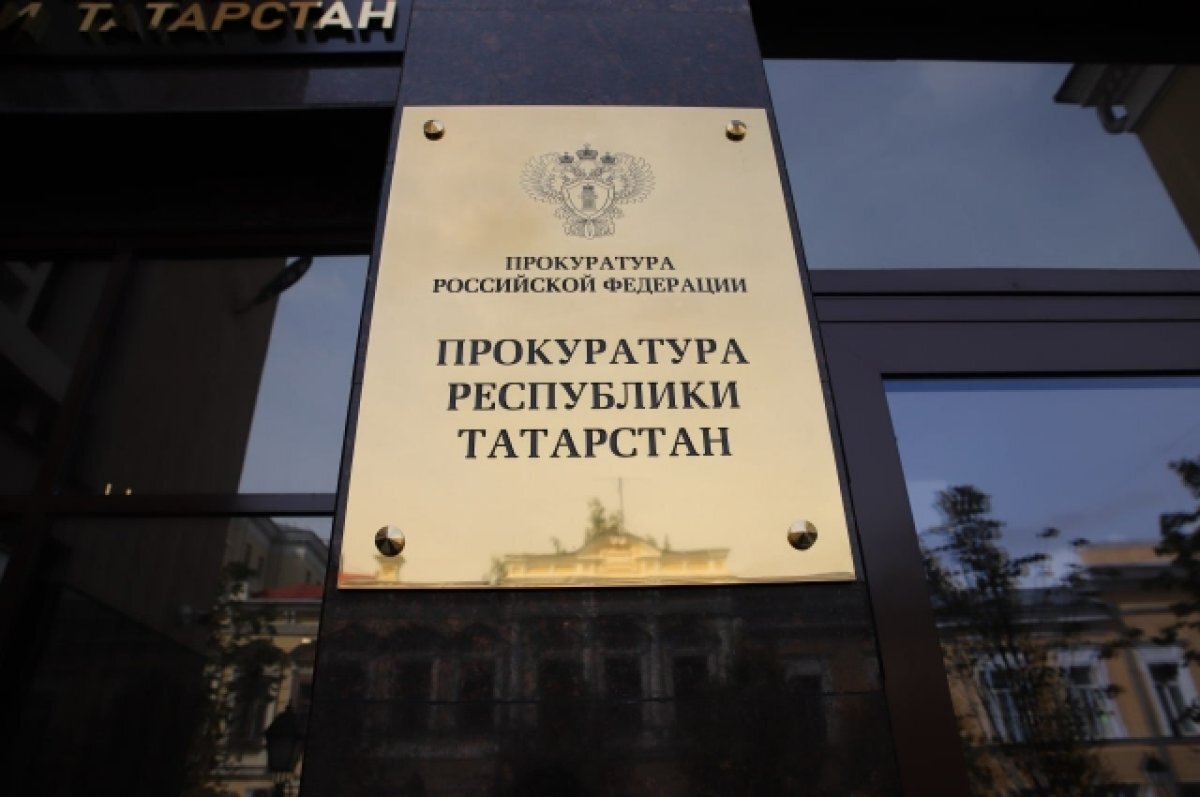 И ТАТАРСТАН
ПРОКУРАТУРА
РОССИЙСКОЙ ФЕДЕРАЦИИ
ПРОКУРАТУРА
РЕСПУБЛИКИ
ТАТАРСТАН